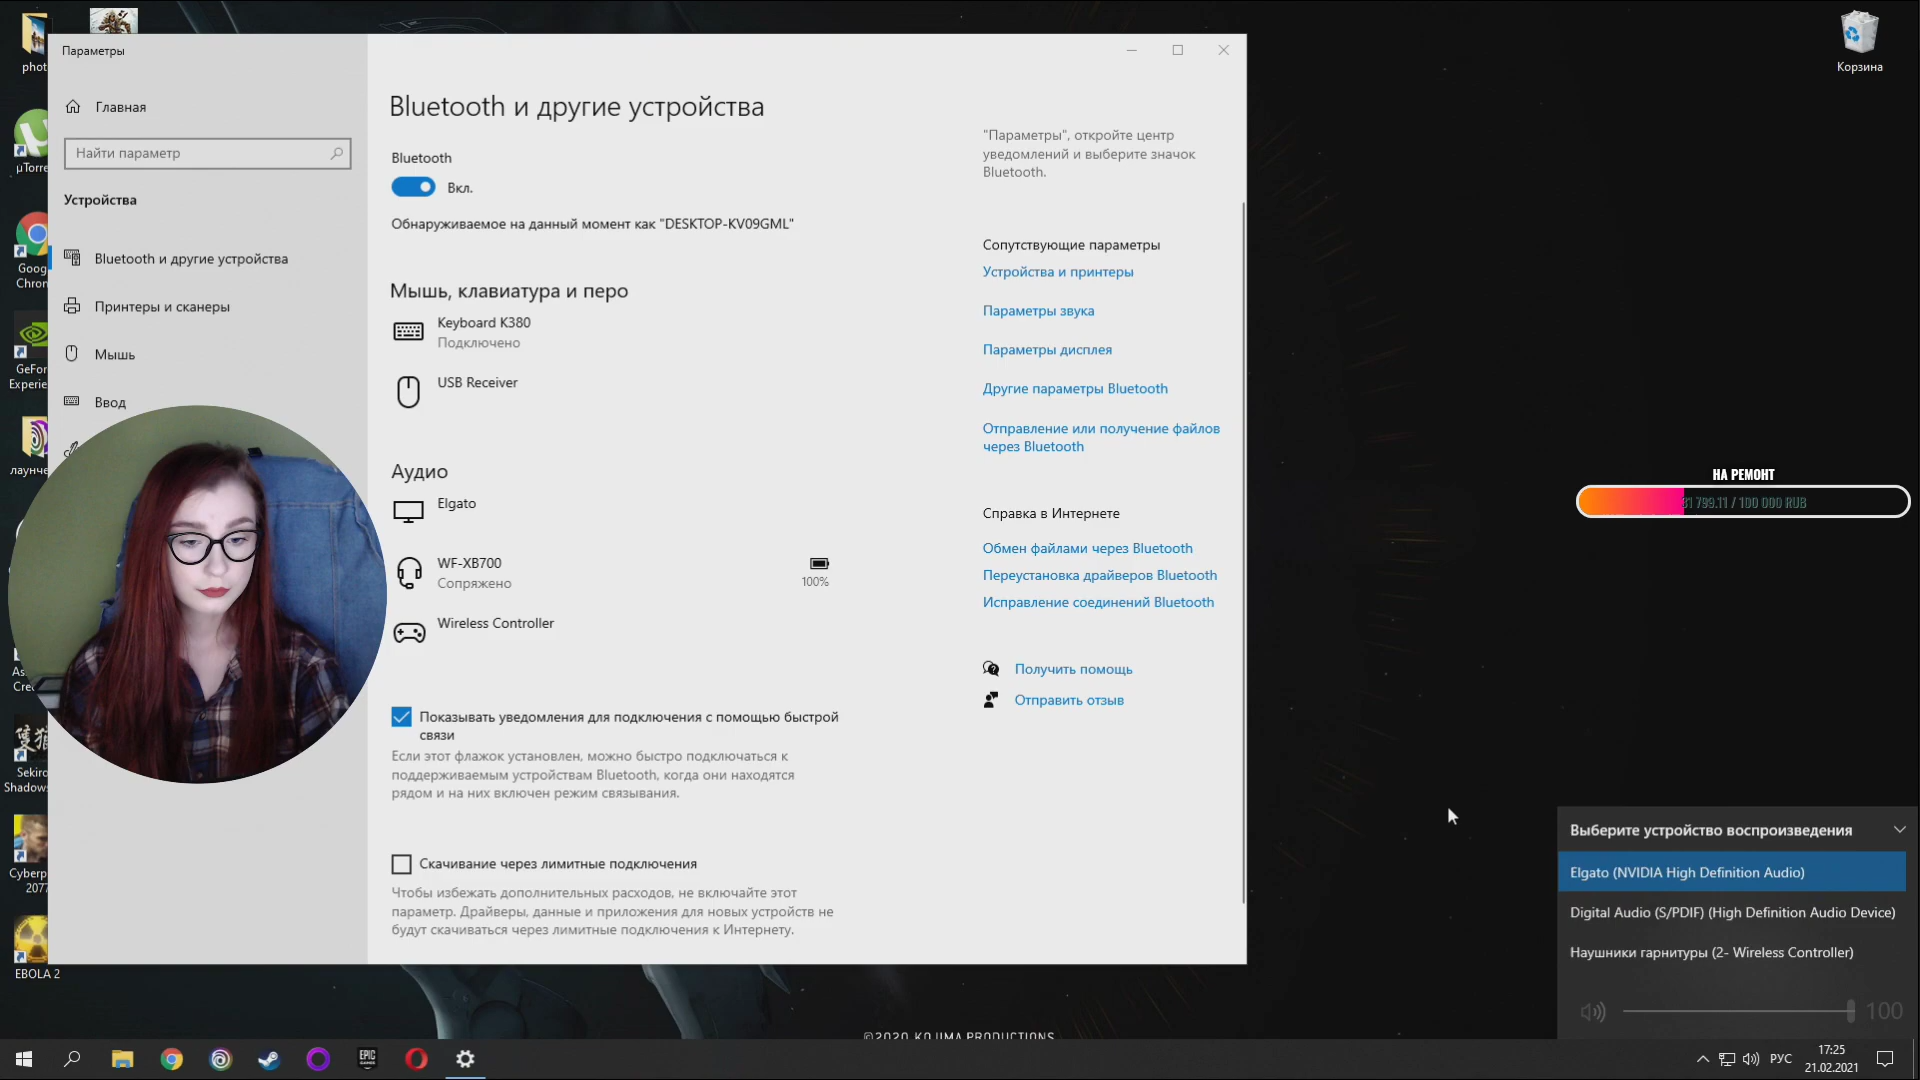 phot
µTorre
Goog
Chrom
GeFor
Experie
лаунче
As
Cre
Sekiro
Shadows
Cyberp
2077
EBOLA 2
Корзина
Параметры
Главная
Найти параметр
Устройства
Bluetooth и другие устройства
Принтеры и сканеры
Мышь
Ввод
Bluetooth и другие устройства
Bluetooth
Вкл.
Обнаруживаемое на данный момент как "DESKTOP-KV09GML"
Мышь, клавиатура и перо
Keyboard K380
Подключено
USB Receiver
Аудио
Elgato
WF-XB700
Сопряжено
100%
Wireless Controller
Показывать уведомления для подключения с помощью быстрой
связи
Если этот флажок установлен, можно быстро подключаться к
поддерживаемым устройствам Bluetooth, когда они находятся
рядом и на них включен режим связывания.
Скачивание через лимитные подключения
Чтобы избежать дополнительных расходов, не включайте этот
параметр. Драйверы, данные и приложения для новых устройств не
будут скачиваться через лимитные подключения к Интернету.
"Параметры", откройте центр
уведомлений и выберите значок
Bluetooth.
Сопутствующие параметры
Устройства и принтеры
Параметры звука
Параметры дисплея
Другие параметры Bluetooth
Отправление или получение файлов
через Bluetooth
Справка в Интернете
Обмен файлами через Bluetooth
Переустановка драйверов Bluetooth
Исправление соединений Bluetooth
Получить помощь
Отправить отзыв
НА РЕМОНТ
31 799.11 / 100 000 RUB
Выберите устройство воспроизведения
Elgato (NVIDIA High Definition Audio)
Digital Audio (S/PDIF) (High Definition Audio Device)
Наушники гарнитуры (2- Wireless Controller)
100
©2020 KOJIMA PRODUCTIONS
EPIC
GAMES
РУС
17:25
21.02.2021